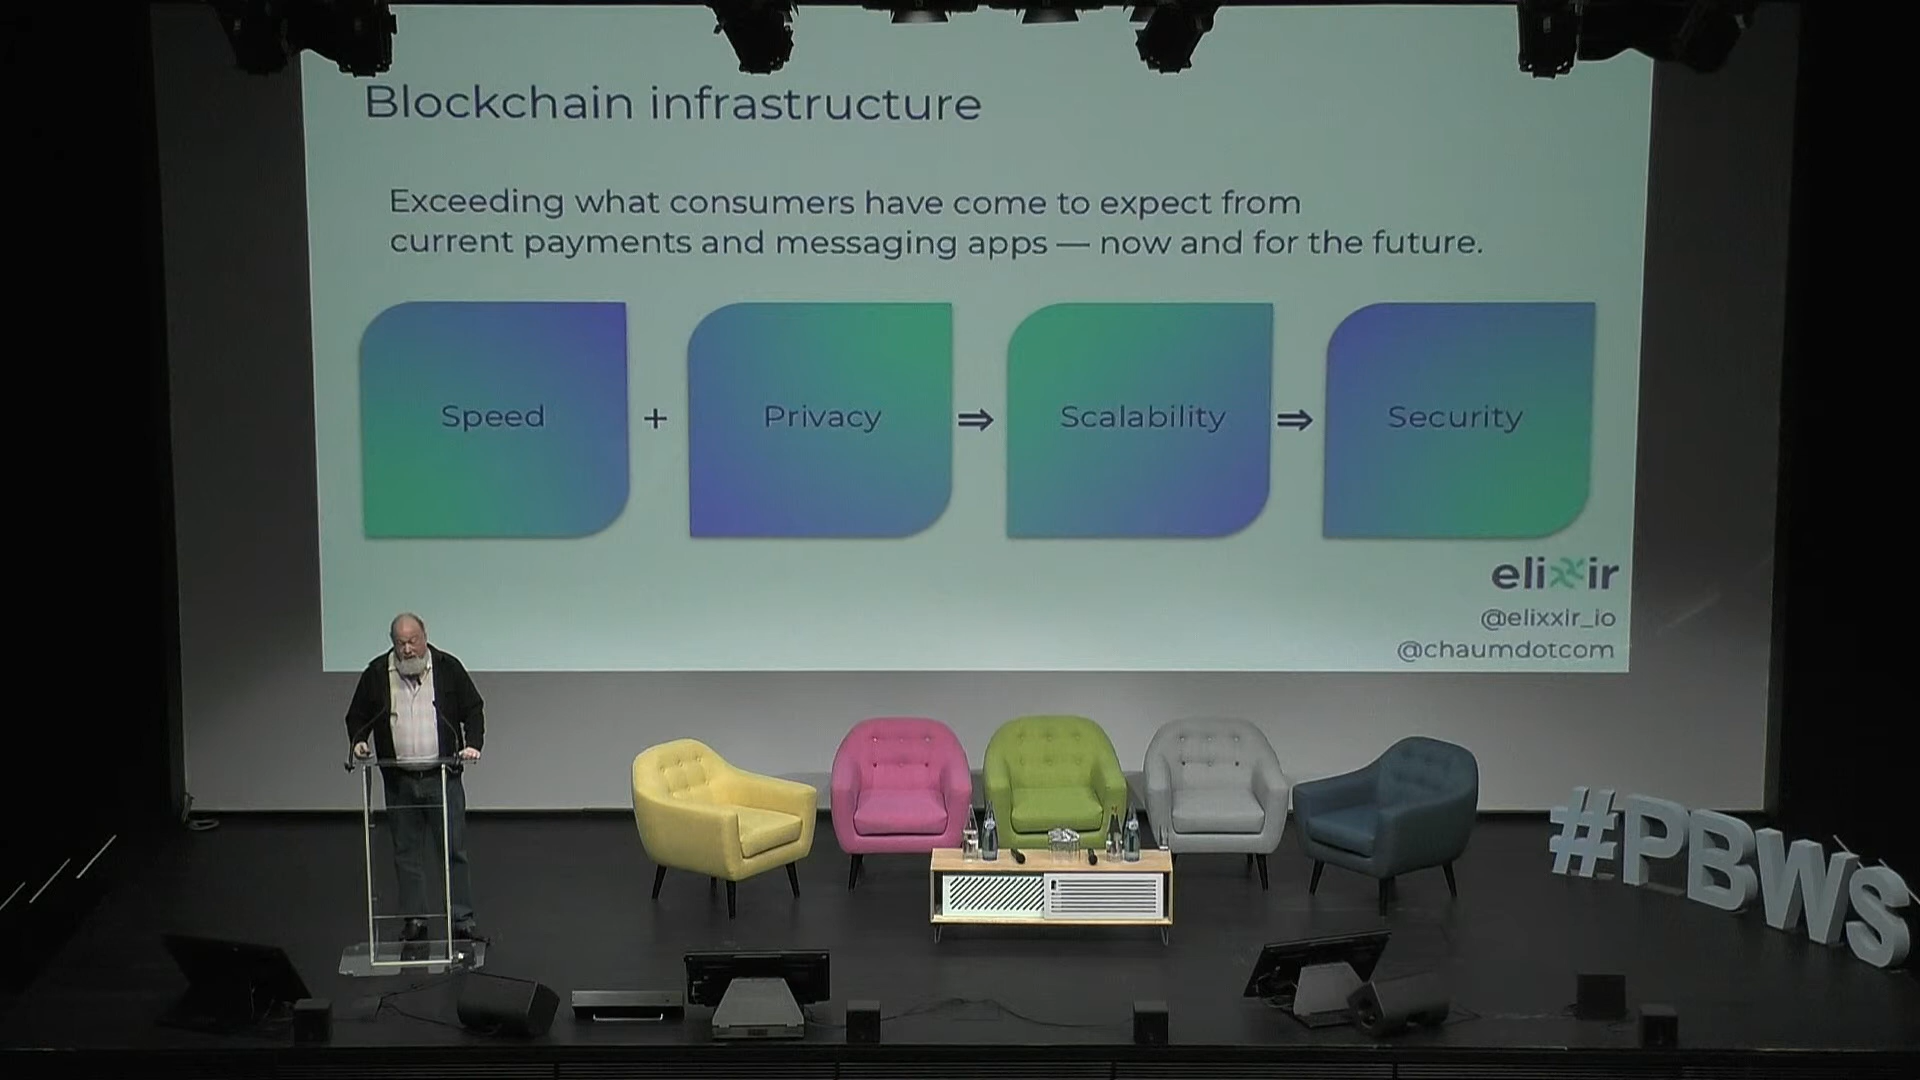 Blockchain infrastructure
Exceeding what consumers have come to expect from
current payments and messaging apps — now and for the future.
Speed + Privacy ⇒ Scalability ⇒ Security
elixxir
@elixxir_io
@chaumdotcom
#PBWS